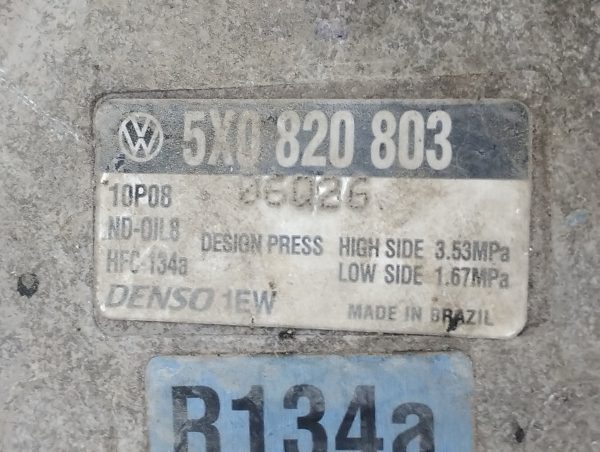 5X0 820 803
10P08
ND-OIL8
HFC-134a
DESIGN PRESS HIGH SIDE 3.53MPa
LOW SIDE 1.67MPa
DENSO 1EW
MADE IN BRAZIL
R134a